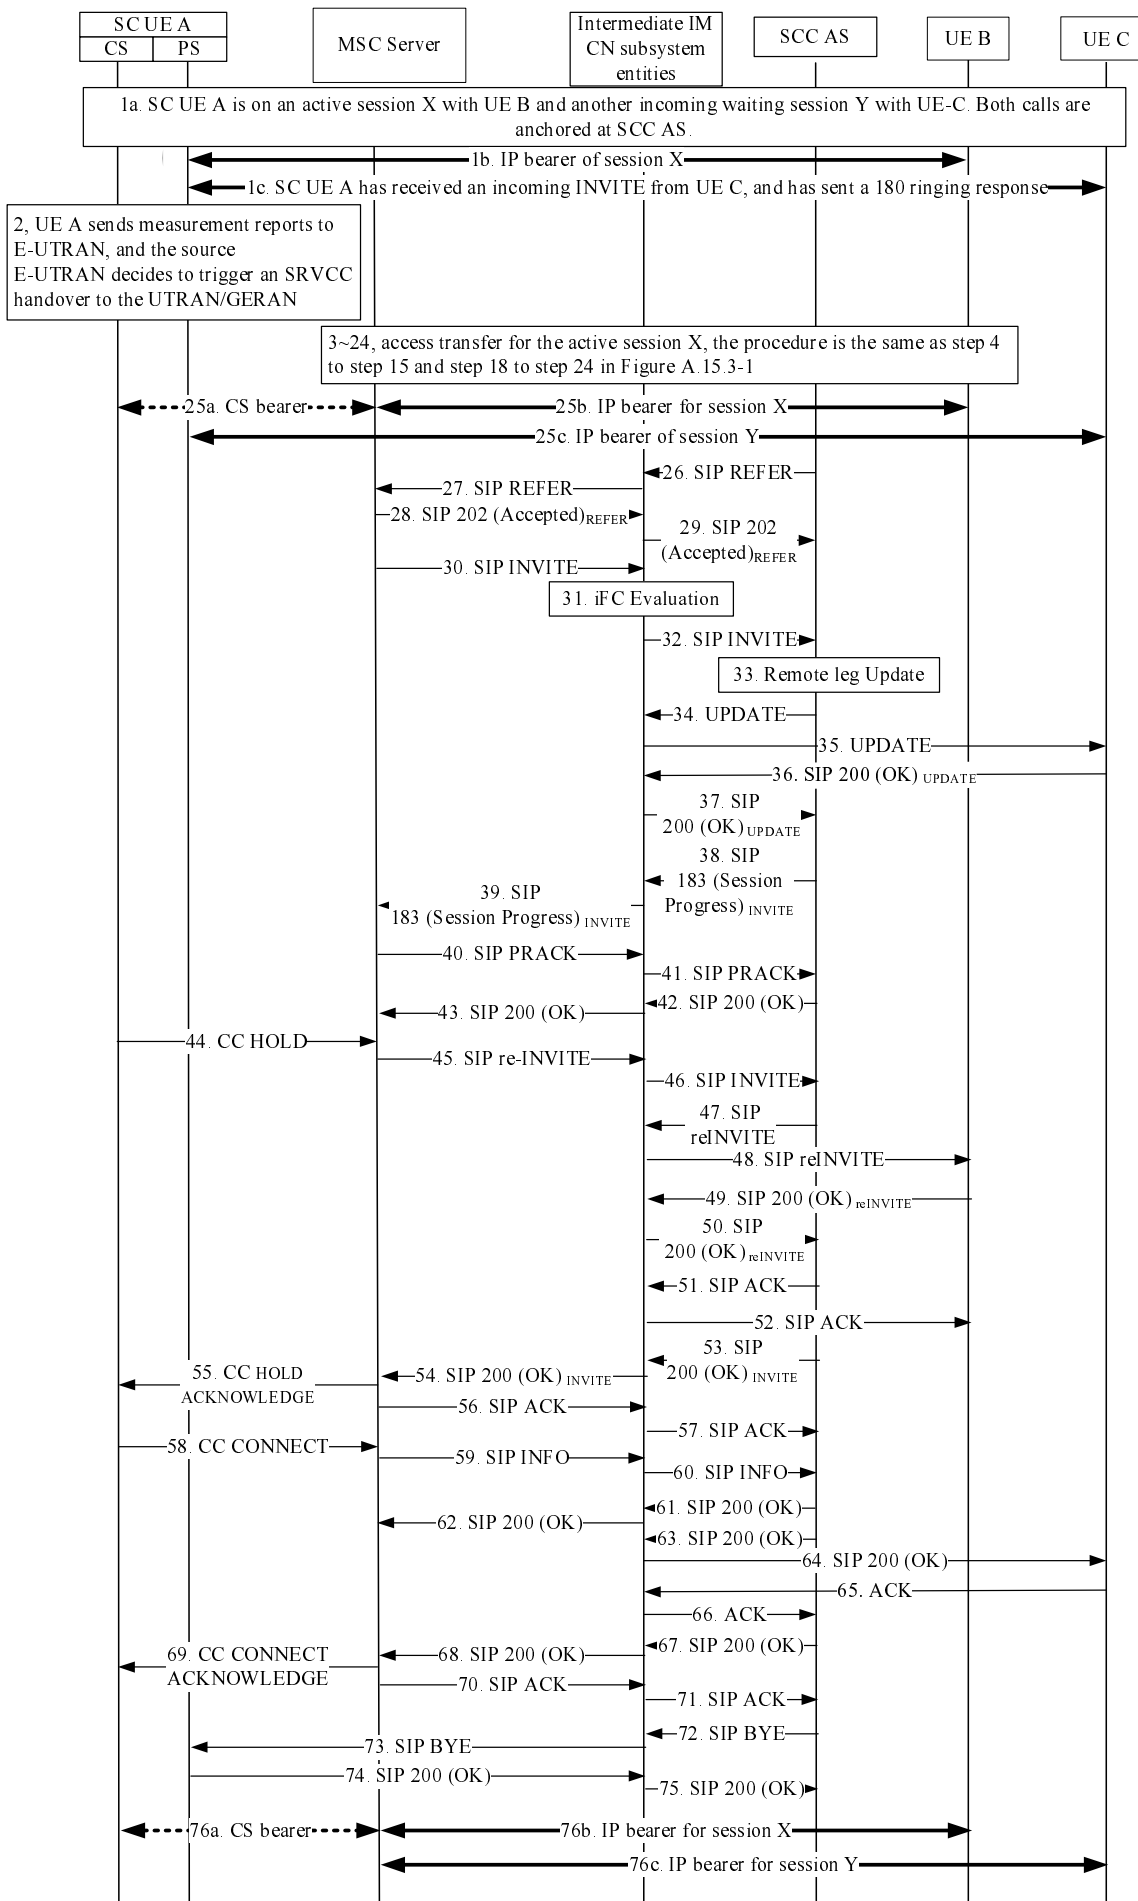 SC UE A
CS
PS
MSC Server
Intermediate IM
CN subsystem
entities
SCC AS
UE B
UE C
1a. SC UE A is on an active session X with UE B and another incoming waiting session Y with UE-C. Both calls are
anchored at SCC AS.
1b. IP bearer of session X
1c. SC UE A has received an incoming INVITE from UE C, and has sent a 180 ringing response
2, UE A sends measurement reports to
E-UTRAN, and the source
E-UTRAN decides to trigger an SRVCC
handover to the UTRAN/GERAN
3~24, access transfer for the active session X, the procedure is the same as step 4
to step 15 and step 18 to step 24 in Figure A.15.3-1
25a. CS bearer
25b. IP bearer for session X
25c. IP bearer of session Y
26. SIP REFER
27. SIP REFER
28. SIP 202 (Accepted)REFER
29. SIP 202
(Accepted)REFER
30. SIP INVITE
31. iFC Evaluation
32. SIP INVITE
33. Remote leg Update
34. UPDATE
35. UPDATE
36. SIP 200 (OK) UPDATE
37. SIP
200 (OK) UPDATE
38. SIP
183 (Session
Progress) INVITE
39. SIP
183 (Session Progress) INVITE
40. SIP PRACK
41. SIP PRACK
42. SIP 200 (OK)
43. SIP 200 (OK)
44. CC HOLD
45. SIP re-INVITE
46. SIP INVITE
47. SIP
reINVITE
48. SIP reINVITE
49. SIP 200 (OK) reINVITE
50. SIP
200 (OK) reINVITE
51. SIP ACK
52. SIP ACK
53. SIP
200 (OK) INVITE
54. SIP 200 (OK) INVITE
55. CC HOLD
ACKNOWLEDGE
56. SIP ACK
57. SIP ACK
58. CC CONNECT
59. SIP INFO
60. SIP INFO
61. SIP 200 (OK)
62. SIP 200 (OK)
63. SIP 200 (OK)
64. SIP 200 (OK)
65. ACK
66. ACK
67. SIP 200 (OK)
68. SIP 200 (OK)
69. CC CONNECT
ACKNOWLEDGE
70. SIP ACK
71. SIP ACK
72. SIP BYE
73. SIP BYE
74. SIP 200 (OK)
75. SIP 200 (OK)
76a. CS bearer
76b. IP bearer for session X
76c. IP bearer for session Y